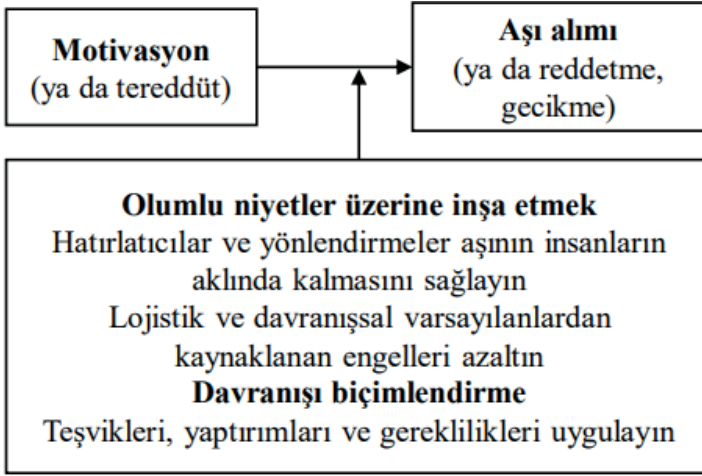 Motivasyon
(ya da tereddüt)
Aşı alımı
(ya da reddetme,
gecikme)
Olumlu niyetler üzerine inşa etmek
Hatırlatıcılar ve yönlendirmeler aşının insanların
aklında kalmasını sağlayın
Lojistik ve davranışsal varsayılanlardan
kaynaklanan engelleri azaltın
Davranışı biçimlendirme
Teşvikleri, yaptırımları ve gereklilikleri uygulayın